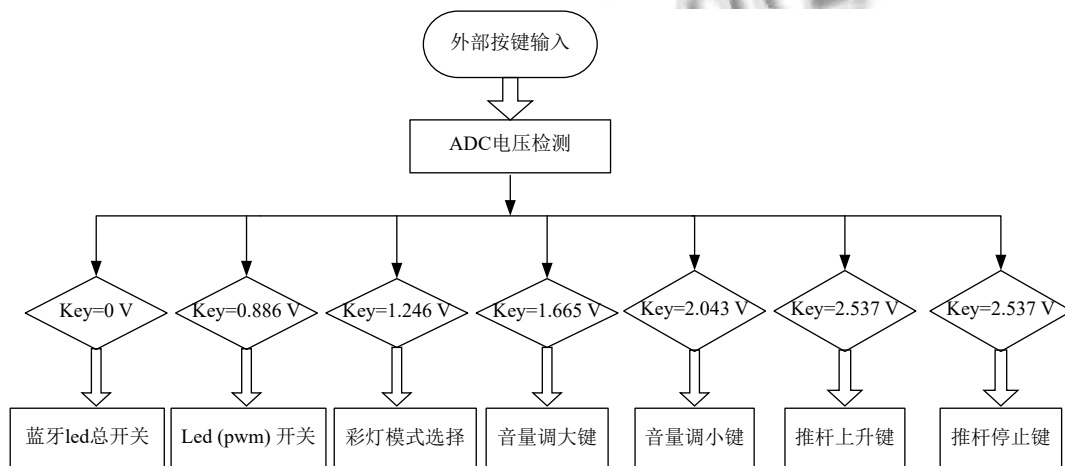 外部按键输入
ADC电压检测
Key=0 V
Key=0.886 V
Key=1.246 V
Key=1.665 V
Key=2.043 V
Key=2.537 V
Key=2.537 V
蓝牙led总开关
Led (pwm) 开关
彩灯模式选择
音量调大键
音量调小键
推杆上升键
推杆停止键